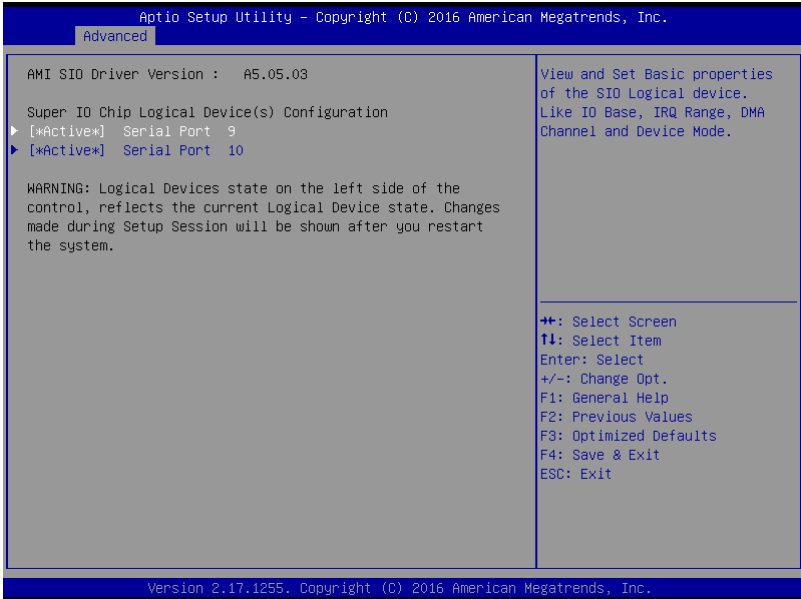 Aptio Setup Utility – Copyright (C) 2016 American Megatrends, Inc.
Advanced
AMI SIO Driver Version : A5.05.03
Super IO Chip Logical Device(s) Configuration
[*Active*] Serial Port 9
[*Active*] Serial Port 10
WARNING: Logical Devices state on the left side of the
control, reflects the current Logical Device state. Changes
made during Setup Session will be shown after you restart
the system.
View and Set Basic properties
of the SIO Logical device.
Like IO Base, IRQ Range, DMA
Channel and Device Mode.
→←: Select Screen
↑↓: Select Item
Enter: Select
+/-: Change Opt.
F1: General Help
F2: Previous Values
F3: Optimized Defaults
F4: Save & Exit
ESC: Exit
Version 2.17.1255. Copyright (C) 2016 American Megatrends, Inc.